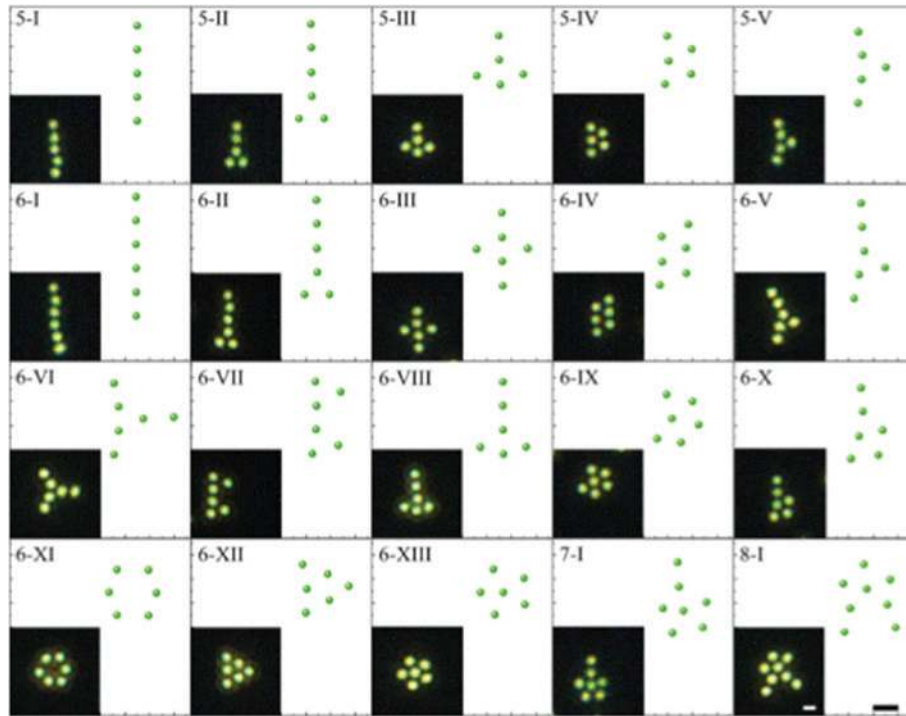 5-I 5-II 5-III 5-IV 5-V
6-I 6-II 6-III 6-IV 6-V
6-VI 6-VII 6-VIII 6-IX 6-X
6-XI 6-XII 6-XIII 7-I 8-I